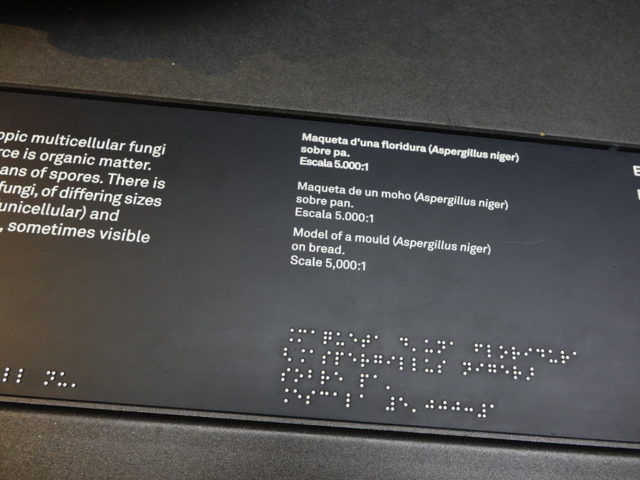 opic multicellular fungi
rce is organic matter.
ans of spores. There is
fungi, of differing sizes
unicellular) and
, sometimes visible
Maqueta d'una floridura (Aspergillus niger)
sobre pa.
Escala 5.000:1
Maqueta de un moho (Aspergillus niger)
sobre pan.
Escala 5.000:1
Model of a mould (Aspergillus niger)
on bread.
Scale 5,000:1